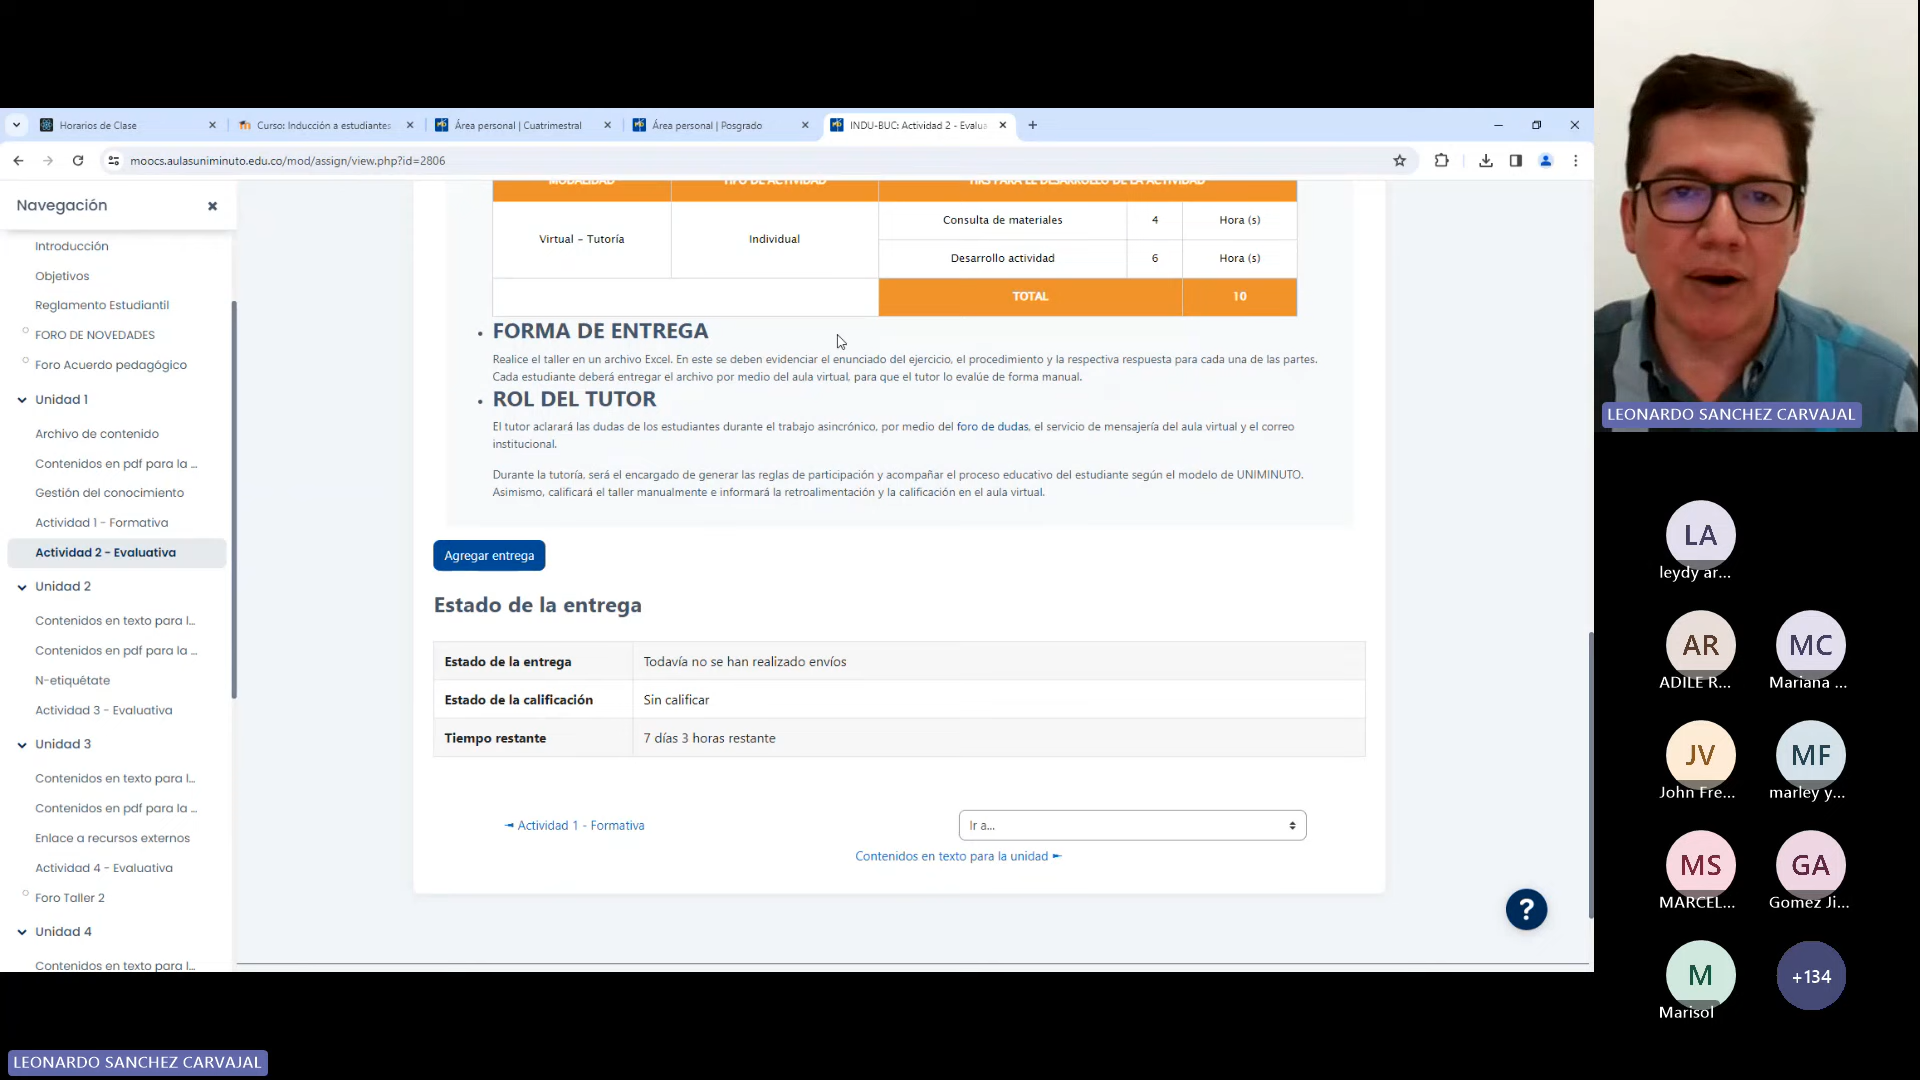 Horarios de Clase
Curso: Inducción a estudiantes
Área personal | Cuatrimestral
Área personal | Posgrado
INDU-BUC: Actividad 2 - Evalua
moocs.aulasuniminuto.edu.co/mod/assign/view.php?id=2806
Navegación
Introducción
Objetivos
Reglamento Estudiantil
FORO DE NOVEDADES
Foro Acuerdo pedagógico
Unidad 1
Archivo de contenido
Contenidos en pdf para la ...
Gestión del conocimiento
Actividad 1 - Formativa
Actividad 2 - Evaluativa
Unidad 2
Contenidos en texto para l...
Contenidos en pdf para la ...
N-etiquétate
Actividad 3 - Evaluativa
Unidad 3
Contenidos en texto para l...
Contenidos en pdf para la ...
Enlace a recursos externos
Actividad 4 - Evaluativa
Foro Taller 2
Unidad 4
Contenidos en texto para l...
MODALIDAD TIPO DE ACTIVIDAD HRS PARA EL DESARROLLO DE LA ACTIVIDAD
Virtual – Tutoría Individual Consulta de materiales 4 Hora (s)
Desarrollo actividad 6 Hora (s)
TOTAL 10
FORMA DE ENTREGA
Realice el taller en un archivo Excel. En este se deben evidenciar el enunciado del ejercicio, el procedimiento y la respectiva respuesta para cada una de las partes.
Cada estudiante deberá entregar el archivo por medio del aula virtual, para que el tutor lo evalúe de forma manual.
ROL DEL TUTOR
El tutor aclarará las dudas de los estudiantes durante el trabajo asincrónico, por medio del foro de dudas, el servicio de mensajería del aula virtual y el correo
institucional.
Durante la tutoría, será el encargado de generar las reglas de participación y acompañar el proceso educativo del estudiante según el modelo de UNIMINUTO.
Asimismo, calificará el taller manualmente e informará la retroalimentación y la calificación en el aula virtual.
Agregar entrega
Estado de la entrega
Estado de la entrega Todavía no se han realizado envíos
Estado de la calificación Sin calificar
Tiempo restante 7 días 3 horas restante
◄ Actividad 1 - Formativa
Ir a...
Contenidos en texto para la unidad ►
?
LEONARDO SANCHEZ CARVAJAL
LA
leydy ar...
AR
ADILE R...
MC
Mariana ...
JV
John Fre...
MF
marley y...
MS
MARCEL...
GA
Gomez Ji...
M
Marisol
+134
LEONARDO SANCHEZ CARVAJAL